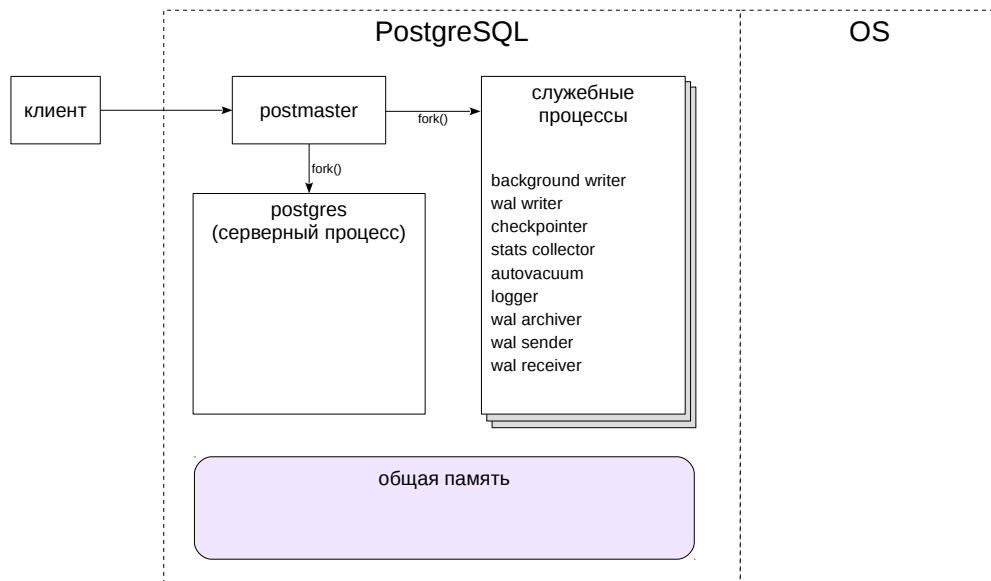 PostgreSQL
OS
клиент
postmaster
fork()
fork()
служебные
процессы
background writer
wal writer
checkpointer
stats collector
autovacuum
logger
wal archiver
wal sender
wal receiver
postgres
(серверный процесс)
общая память